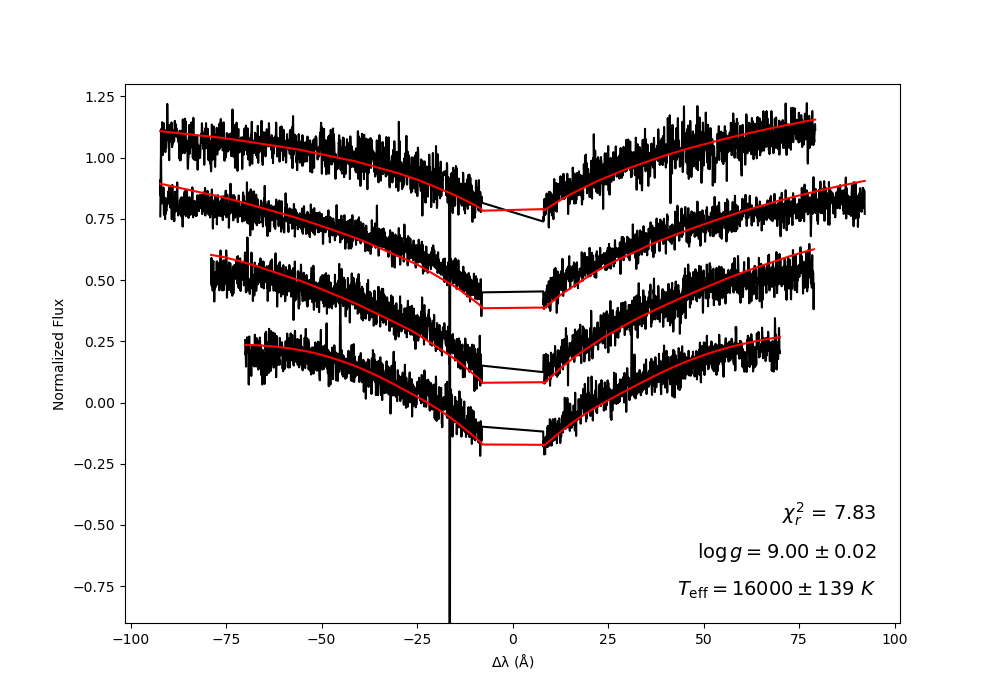 1.25
1.00
0.75
0.50
0.25
0.00
−0.25
−0.50
−0.75
Normalized Flux
χ²ᵣ = 7.83
log g = 9.00 ± 0.02
T_eff = 16000 ± 139 K
−100 −75 −50 −25 0 25 50 75 100
Δλ (Å)